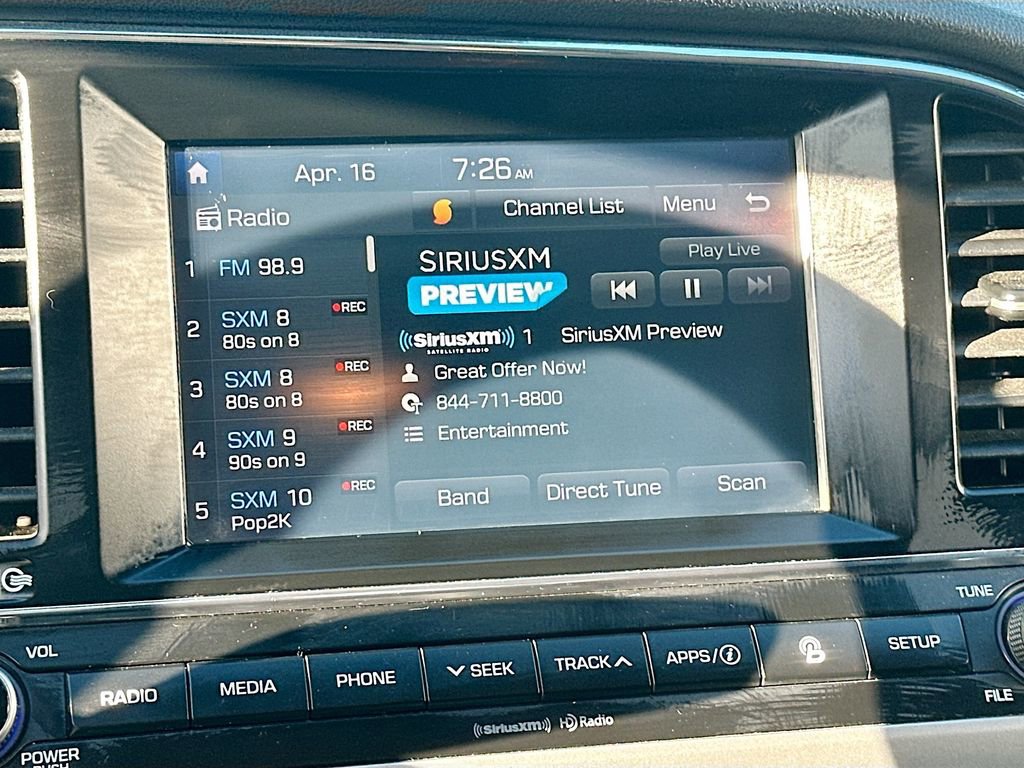 Apr. 16 7:26 AM
Radio Channel List Menu
1 FM 98.9
2 SXM 8 REC
80s on 8
3 SXM 8 REC
80s on 8
4 SXM 9 REC
90s on 9
5 SXM 10 REC
Pop2K
SIRIUSXM
PREVIEW
Play Live
((SiriusXM)) 1 SiriusXM Preview
SATELLITE RADIO
Great Offer Now!
844-711-8800
Entertainment
Band Direct Tune Scan
VOL
TUNE
RADIO MEDIA PHONE SEEK TRACK APPS/i SETUP
FILE
((SiriusXM)) HD Radio
POWER
PUSH